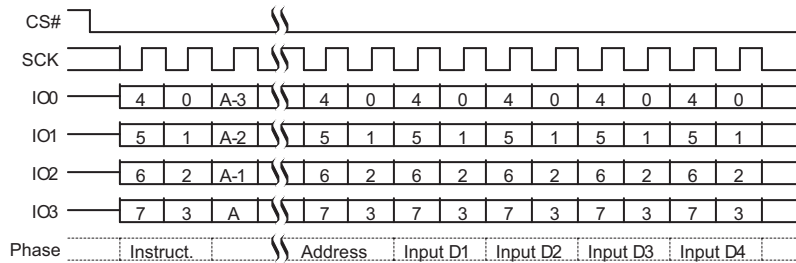 CS#
SCK
IO0 4 0 A-3 4 0 4 0 4 0 4 0 4 0
IO1 5 1 A-2 5 1 5 1 5 1 5 1 5 1
IO2 6 2 A-1 6 2 6 2 6 2 6 2 6 2
IO3 7 3 A 7 3 7 3 7 3 7 3 7 3
Phase Instruct. Address Input D1 Input D2 Input D3 Input D4